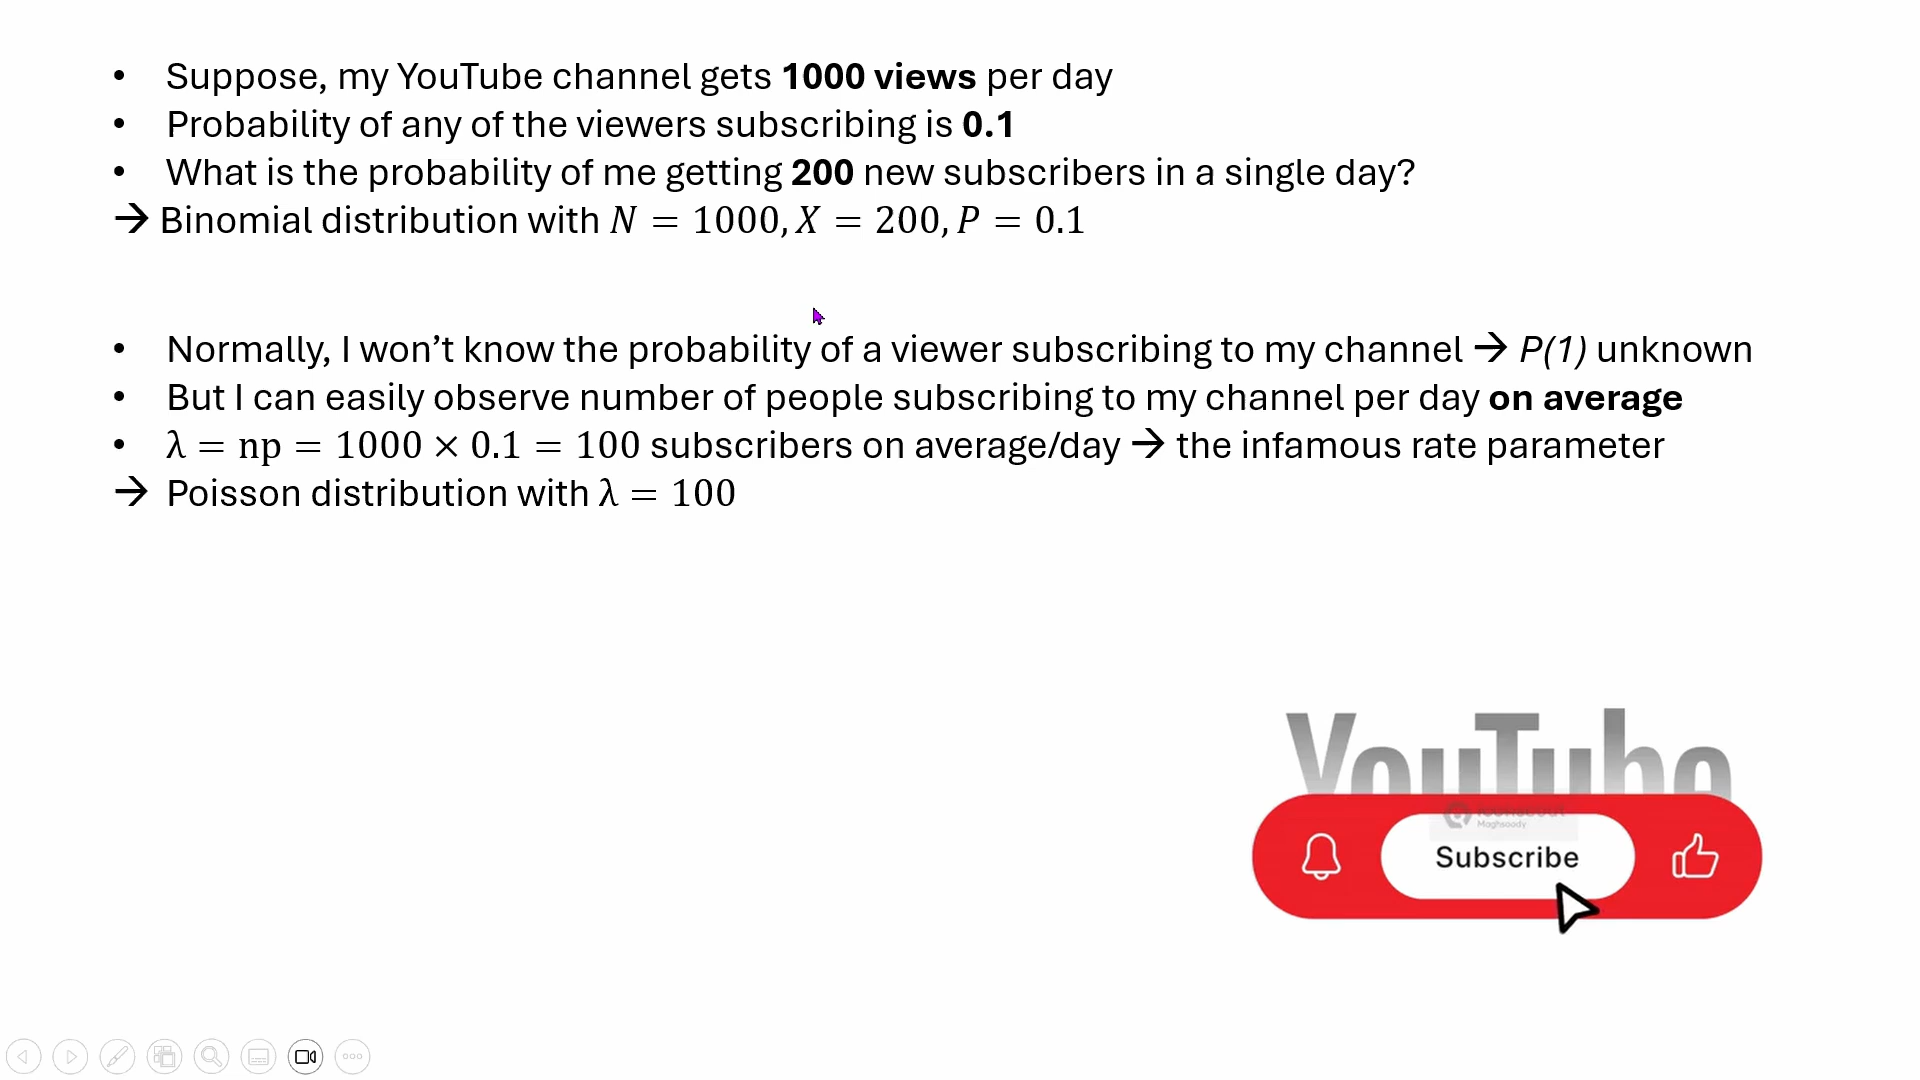 • Suppose, my YouTube channel gets 1000 views per day
• Probability of any of the viewers subscribing is 0.1
• What is the probability of me getting 200 new subscribers in a single day?
→ Binomial distribution with N = 1000, X = 200, P = 0.1
• Normally, I won’t know the probability of a viewer subscribing to my channel → P(1) unknown
• But I can easily observe number of people subscribing to my channel per day on average
• λ = np = 1000 × 0.1 = 100 subscribers on average/day → the infamous rate parameter
→ Poisson distribution with λ = 100
YouTube
Maghsoody
Subscribe